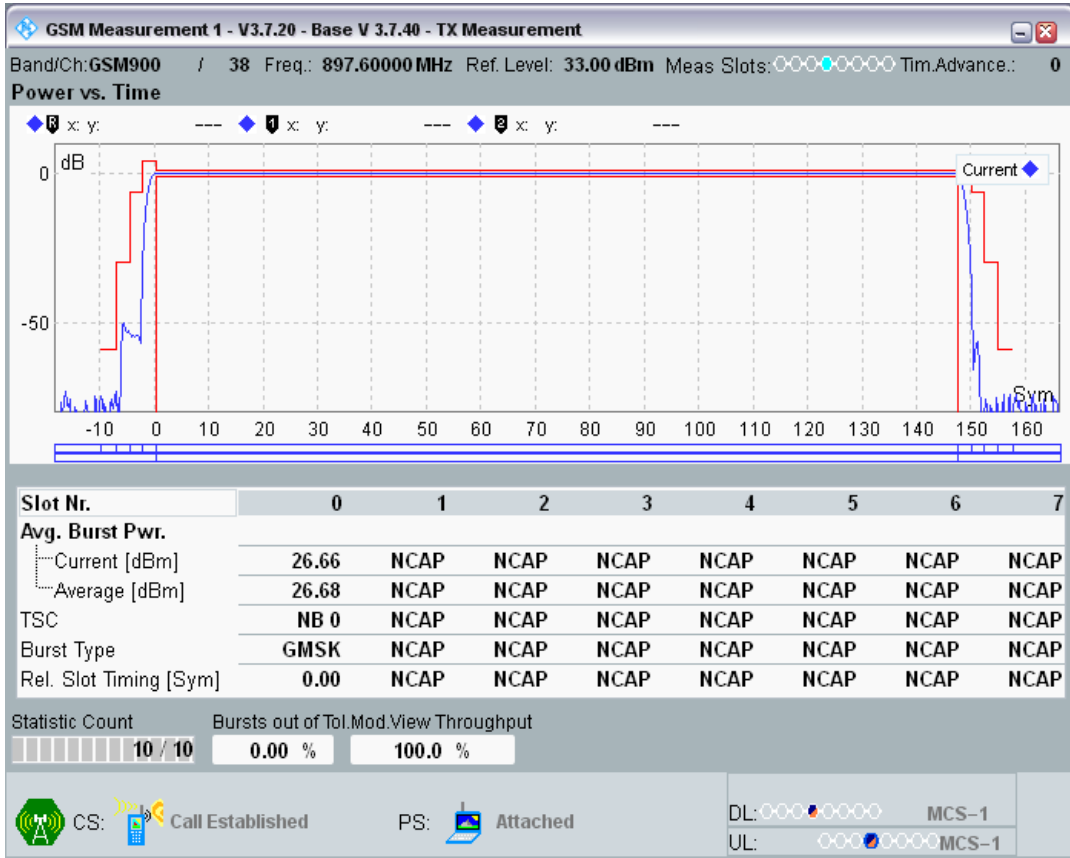 GSM Measurement 1 - V3.7.20 - Base V 3.7.40 - TX Measurement
Band/Ch:GSM900 / 38 Freq.: 897.60000 MHz Ref. Level: 33.00 dBm Meas Slots: Tim.Advance.: 0
Power vs. Time
R x: y: --- 1 x: y: --- 2 x: y: ---
dB
Current
0
-50
Sym
-10 0 10 20 30 40 50 60 70 80 90 100 110 120 130 140 150 160
Slot Nr. 0 1 2 3 4 5 6 7
Avg. Burst Pwr.
Current [dBm] 26.66 NCAP NCAP NCAP NCAP NCAP NCAP NCAP
Average [dBm] 26.68 NCAP NCAP NCAP NCAP NCAP NCAP NCAP
TSC NB 0 NCAP NCAP NCAP NCAP NCAP NCAP NCAP
Burst Type GMSK NCAP NCAP NCAP NCAP NCAP NCAP NCAP
Rel. Slot Timing [Sym] 0.00 NCAP NCAP NCAP NCAP NCAP NCAP NCAP
Statistic Count Bursts out of Tol.Mod.View Throughput
10 / 10 0.00 % 100.0 %
CS: Call Established PS: Attached
DL: MCS-1
UL: MCS-1